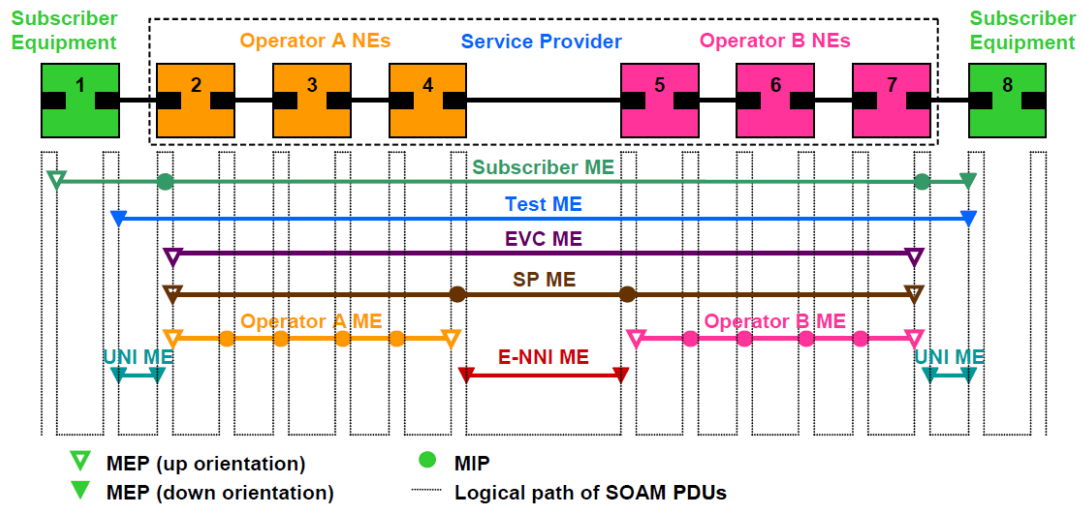 Subscriber
Equipment
Operator A NEs
Service Provider
Operator B NEs
Subscriber
Equipment
1
2
3
4
5
6
7
8
Subscriber ME
Test ME
EVC ME
SP ME
Operator A ME
Operator B ME
UNI ME
E-NNI ME
UNI ME
MEP (up orientation)
MIP
MEP (down orientation)
Logical path of SOAM PDUs